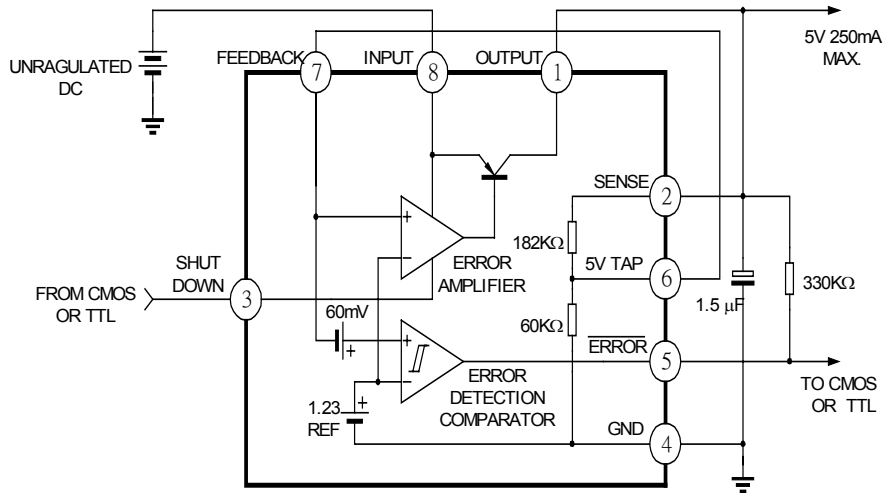 5V 250mA
MAX.
UNRAGULATED
DC
FEEDBACK
INPUT
OUTPUT
7
8
1
SENSE
2
182KΩ
5V TAP
6
SHUT
DOWN
3
FROM CMOS
OR TTL
+
−
ERROR
AMPLIFIER
60mV
+
60KΩ
1.5 μF
330KΩ
ERROR
5
+
−
ERROR
DETECTION
COMPARATOR
TO CMOS
OR TTL
1.23
REF
+
GND
4